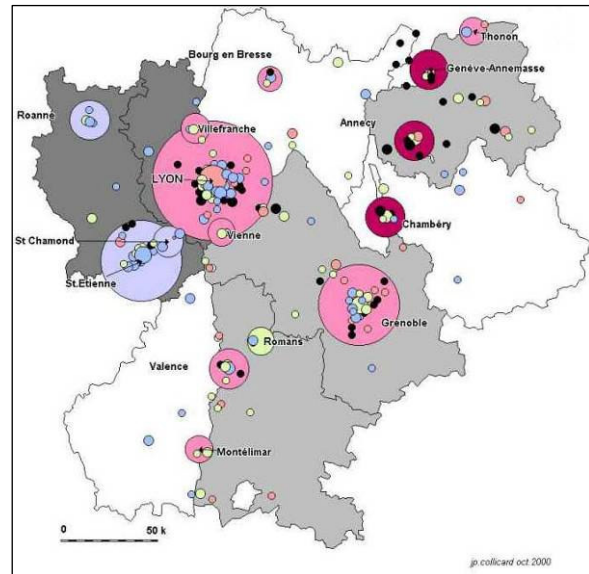 Thonon
Bourg en Bresse
Genève-Annemasse
Roanne
Annecy
Villefranche
LYON
Chambéry
St Chamond
Vienne
St.Etienne
Grenoble
Romans
Valence
Montélimar
0 50 k
jp.collicard oct 2000